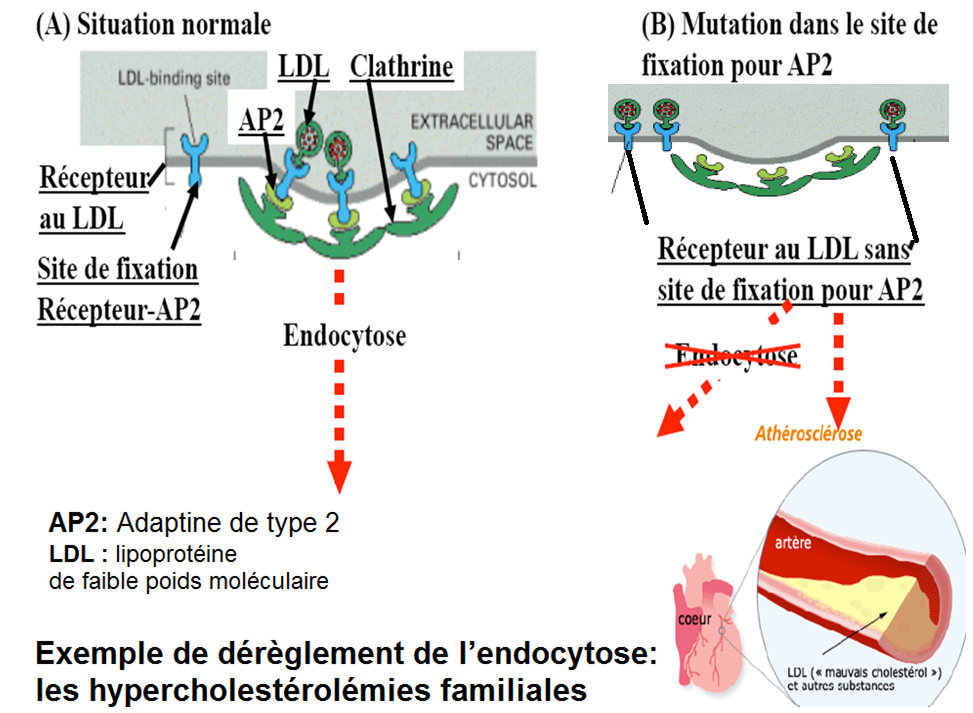 (A) Situation normale
LDL-binding site
LDL
Clathrine
AP2
EXTRACELLULAR
SPACE
CYTOSOL
Récepteur
au LDL
Site de fixation
Récepteur-AP2
Endocytose
(B) Mutation dans le site de
fixation pour AP2
Récepteur au LDL sans
site de fixation pour AP2
Endocytose
Athérosclérose
artère
coeur
LDL (« mauvais cholestérol »)
et autres substances
AP2: Adaptine de type 2
LDL : lipoprotéine
de faible poids moléculaire
Exemple de dérèglement de l’endocytose:
les hypercholestérolémies familiales